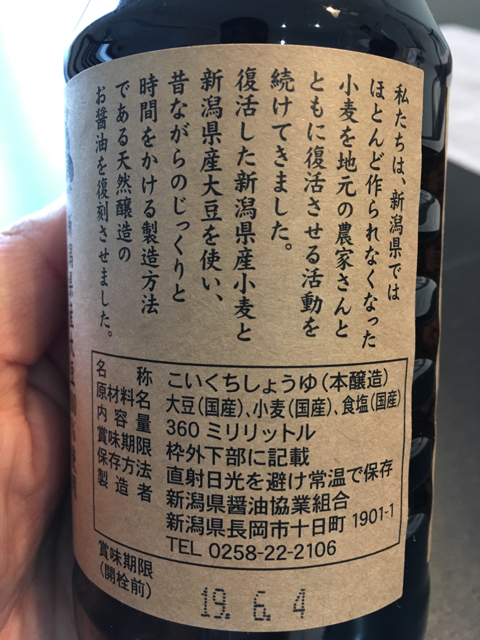 私たちは、新潟県では
ほとんど作られなくなった
小麦を地元の農家さんと
ともに復活させる活動を
続けてきました。
復活した新潟県産小麦と
新潟県産大豆を使い、
昔ながらのじっくりと
時間をかける製造方法
である天然醸造の
お醤油を復刻させました。
名称 こいくちしょうゆ(本醸造)
原材料名 大豆(国産)、小麦(国産)、食塩(国産)
内容量 360 ミリリットル
賞味期限 枠外下部に記載
保存方法 直射日光を避け常温で保存
製造者 新潟県醤油協業組合
新潟県長岡市十日町 1901-1
TEL 0258-22-2106
賞味期限
(開栓前)
19. 6. 4